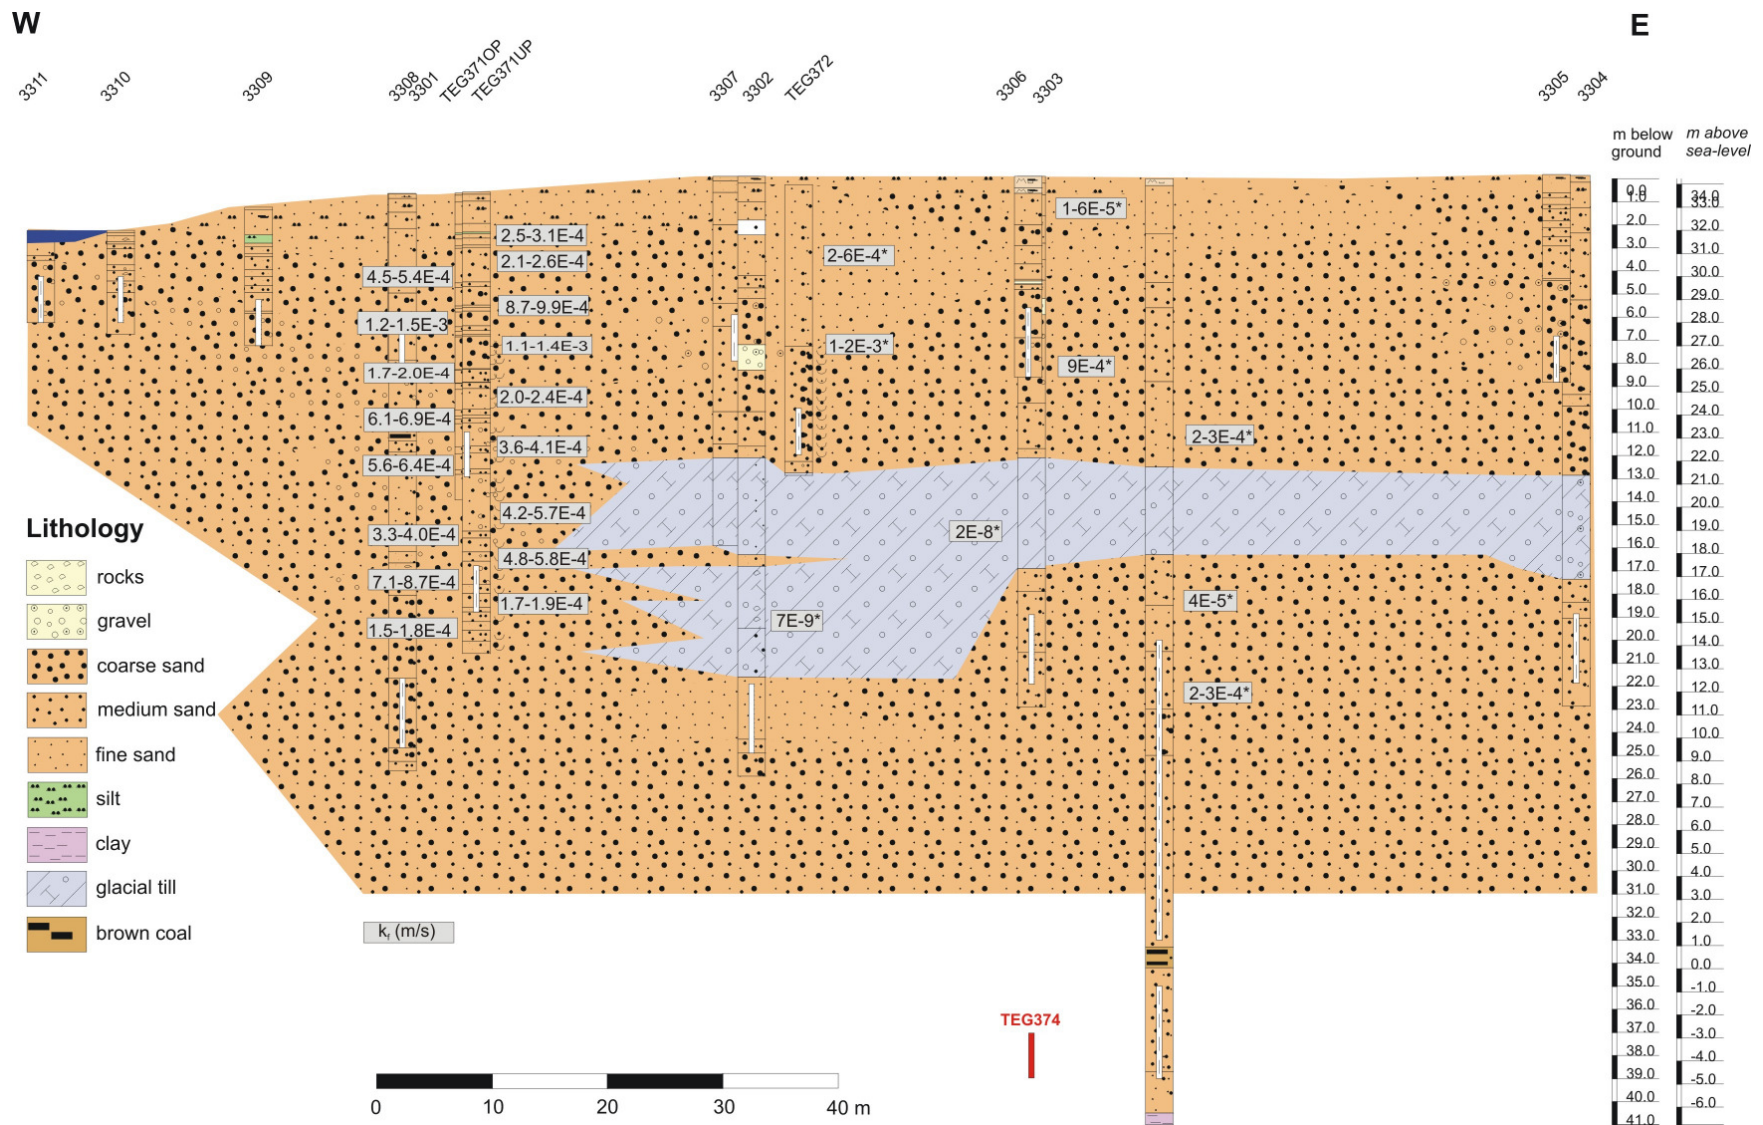 W
E
3311
3310
3309
3308
3301
TEG371OP
TEG371UP
3307
3302
TEG372
3306
3303
3305
3304
m below
ground
m above
sea-level
2.5-3.1E-4
2.1-2.6E-4
8.7-9.9E-4
1.1-1.4E-3
2.0-2.4E-4
3.6-4.1E-4
4.2-5.7E-4
4.8-5.8E-4
1.7-1.9E-4
4.5-5.4E-4
1.2-1.5E-3
1.7-2.0E-4
6.1-6.9E-4
5.6-6.4E-4
3.3-4.0E-4
7.1-8.7E-4
1.5-1.8E-4
2-6E-4*
1-2E-3*
7E-9*
1-6E-5*
9E-4*
2E-8*
2-3E-4*
4E-5*
2-3E-4*
0.0
1.0
2.0
3.0
4.0
5.0
6.0
7.0
8.0
9.0
10.0
11.0
12.0
13.0
14.0
15.0
16.0
17.0
18.0
19.0
20.0
21.0
22.0
23.0
24.0
25.0
26.0
27.0
28.0
29.0
30.0
31.0
32.0
33.0
34.0
35.0
36.0
37.0
38.0
39.0
40.0
41.0
34.0
33.0
32.0
31.0
30.0
29.0
28.0
27.0
26.0
25.0
24.0
23.0
22.0
21.0
20.0
19.0
18.0
17.0
16.0
15.0
14.0
13.0
12.0
11.0
10.0
9.0
8.0
7.0
6.0
5.0
4.0
3.0
2.0
1.0
0.0
-1.0
-2.0
-3.0
-4.0
-5.0
-6.0
Lithology
rocks
gravel
coarse sand
medium sand
fine sand
silt
clay
glacial till
brown coal
kf (m/s)
TEG374
0 10 20 30 40 m